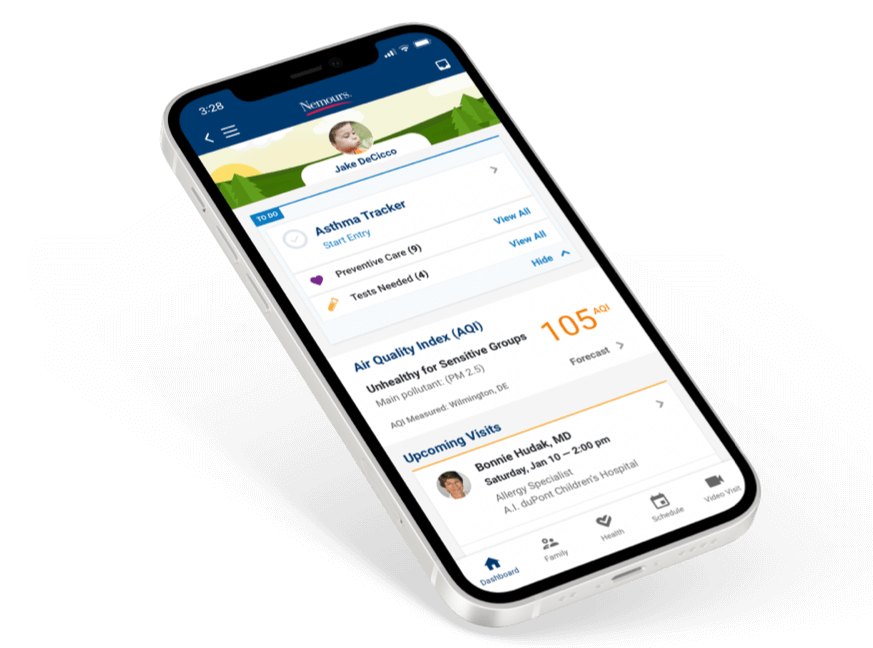 3:28
Nemours.
Jake DeCicco
TO DO
Asthma Tracker
Start Entry
Preventive Care (9) View All
Tests Needed (4) View All
Hide
Air Quality Index (AQI)
Unhealthy for Sensitive Groups 105 AQI
Main pollutant: (PM 2.5)
AQI Measured: Wilmington, DE Forecast
Upcoming Visits
Bonnie Hudak, MD
Saturday, Jan 10 — 2:00 pm
Allergy Specialist
A.I. duPont Children's Hospital
Dashboard Family Health Schedule Video Visit